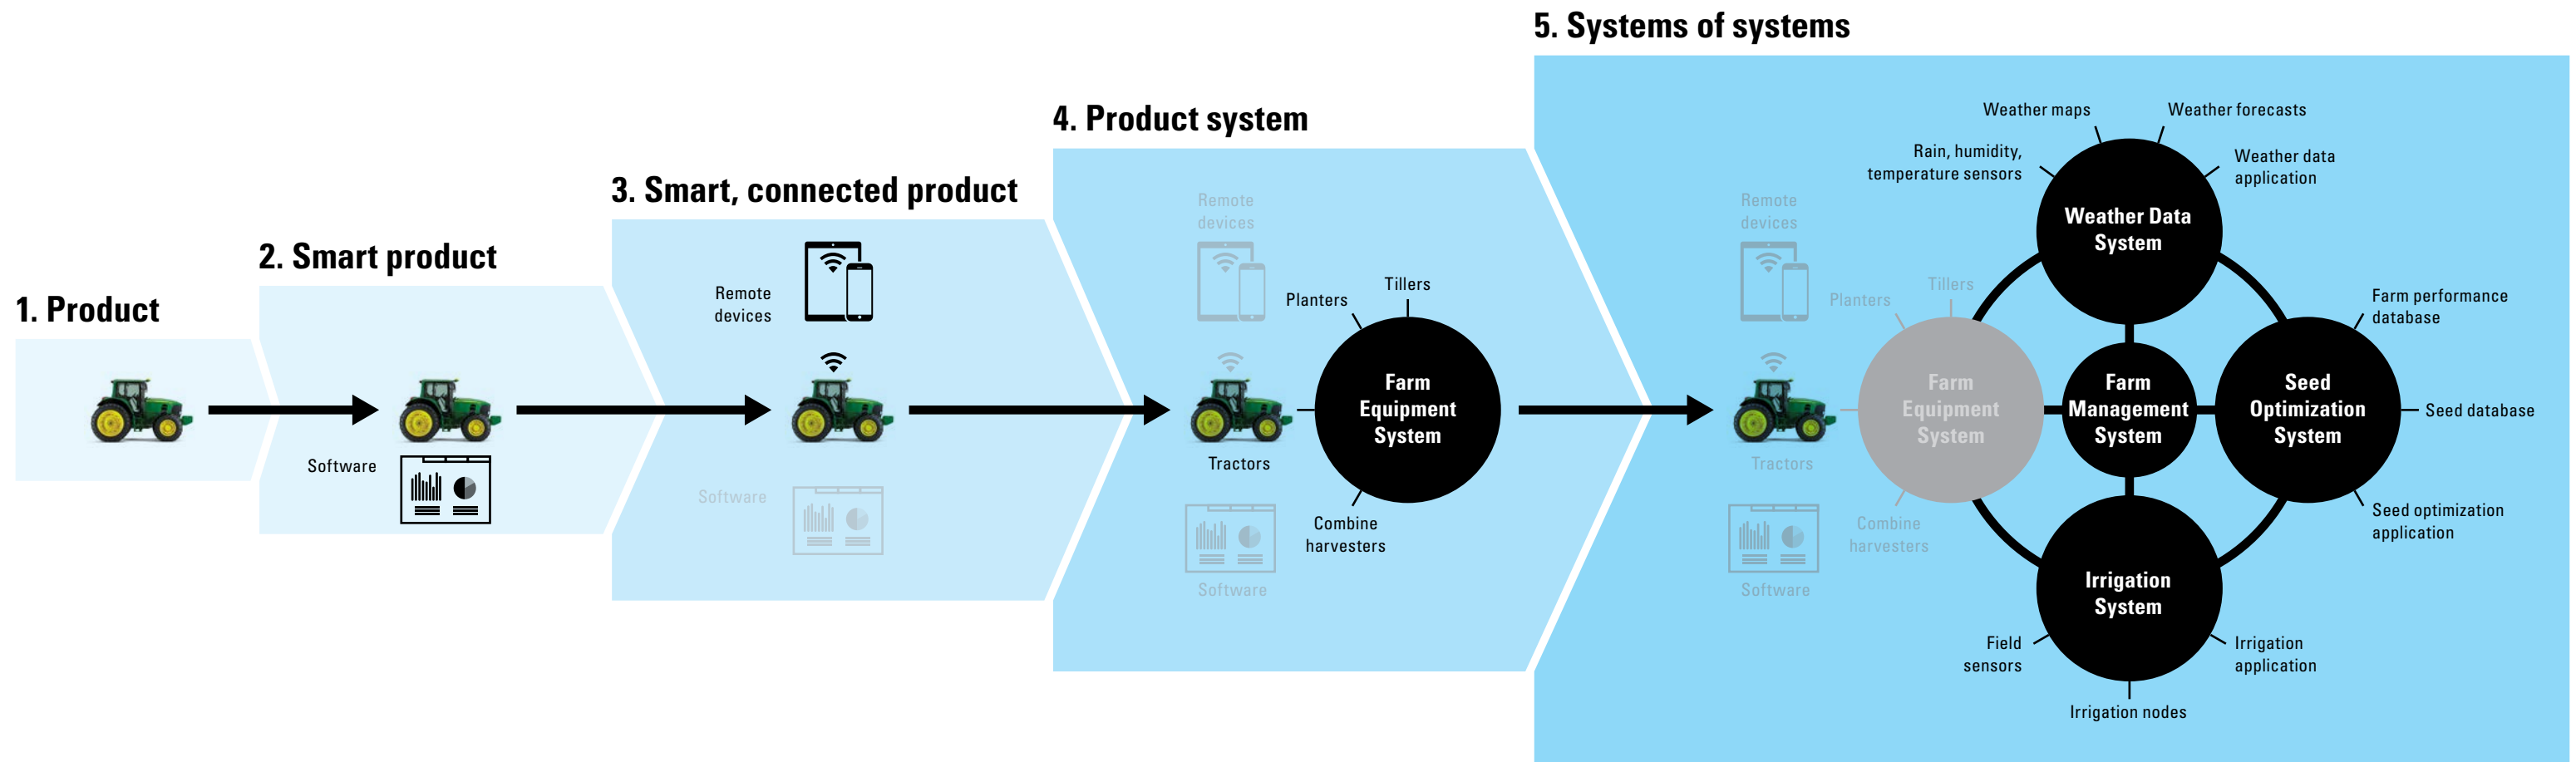 1. Product
2. Smart product
Software
3. Smart, connected product
Remote
devices
Software
4. Product system
Remote
devices
Tillers
Planters
Farm
Equipment
System
Tractors
Combine
harvesters
Software
5. Systems of systems
Remote
devices
Tillers
Planters
Farm
Equipment
System
Tractors
Combine
harvesters
Software
Weather maps
Weather forecasts
Rain, humidity,
temperature sensors
Weather data
application
Weather Data
System
Farm
Management
System
Farm performance
database
Seed
Optimization
System
Seed database
Seed optimization
application
Irrigation
System
Field
sensors
Irrigation
application
Irrigation nodes